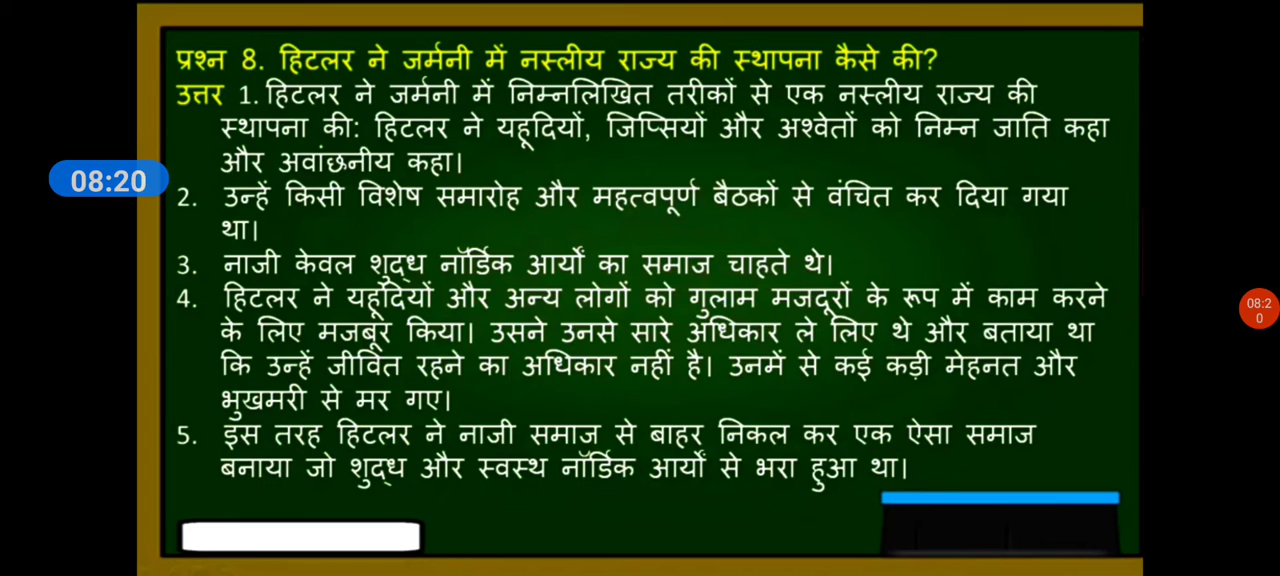 प्रश्न 8. हिटलर ने जर्मनी में नस्लीय राज्य की स्थापना कैसे की?
उत्तर 1. हिटलर ने जर्मनी में निम्नलिखित तरीकों से एक नस्लीय राज्य की
स्थापना की: हिटलर ने यहूदियों, जिप्सियों और अश्वेतों को निम्न जाति कहा
और अवांछनीय कहा।
08:20
2. उन्हें किसी विशेष समारोह और महत्वपूर्ण बैठकों से वंचित कर दिया गया
था।
3. नाजी केवल शुद्ध नॉर्डिक आर्यों का समाज चाहते थे।
4. हिटलर ने यहूदियों और अन्य लोगों को गुलाम मजदूरों के रूप में काम करने
के लिए मजबूर किया। उसने उनसे सारे अधिकार ले लिए थे और बताया था
कि उन्हें जीवित रहने का अधिकार नहीं है। उनमें से कई कड़ी मेहनत और
भुखमरी से मर गए।
5. इस तरह हिटलर ने नाजी समाज से बाहर निकल कर एक ऐसा समाज
बनाया जो शुद्ध और स्वस्थ नॉर्डिक आर्यों से भरा हुआ था।
08:2
0